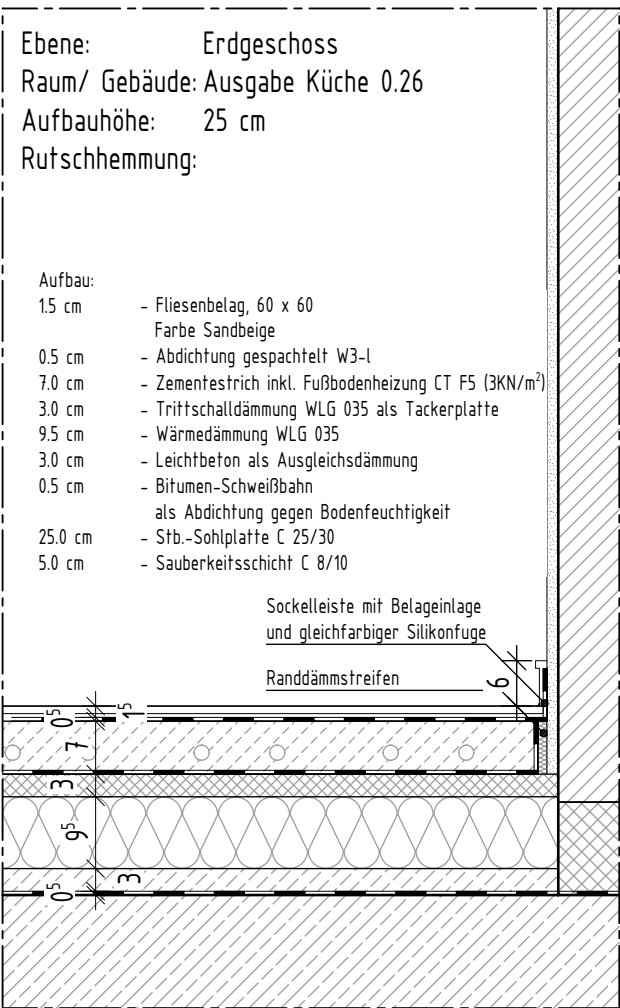 Ebene: Erdgeschoss
Raum/ Gebäude: Ausgabe Küche 0.26
Aufbauhöhe: 25 cm
Rutschhemmung:
Aufbau:
1.5 cm - Fliesenbelag, 60 x 60
Farbe Sandbeige
0.5 cm - Abdichtung gespachtelt W3-I
7.0 cm - Zementestrich inkl. Fußbodenheizung CT F5 (3KN/m²)
3.0 cm - Trittschalldämmung WLG 035 als Tackerplatte
9.5 cm - Wärmedämmung WLG 035
3.0 cm - Leichtbeton als Ausgleichsdämmung
0.5 cm - Bitumen-Schweißbahn
als Abdichtung gegen Bodenfeuchtigkeit
25.0 cm - Stb.-Sohlplatte C 25/30
5.0 cm - Sauberkeitsschicht C 8/10
Sockelleiste mit Belageinlage
und gleichfarbiger Silikonfuge
Randdämmstreifen
6
1⁵
0⁵
7
3
9⁵
3
0⁵